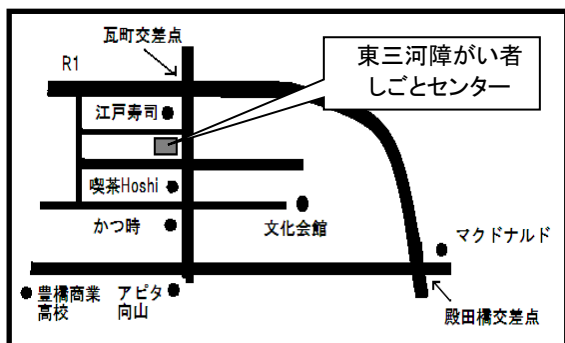 瓦町交差点
R1
東三河障がい者
しごとセンター
江戸寿司
喫茶Hoshi
かつ時
文化会館
マクドナルド
豊橋商業
高校
アピタ
向山
殿田橋交差点